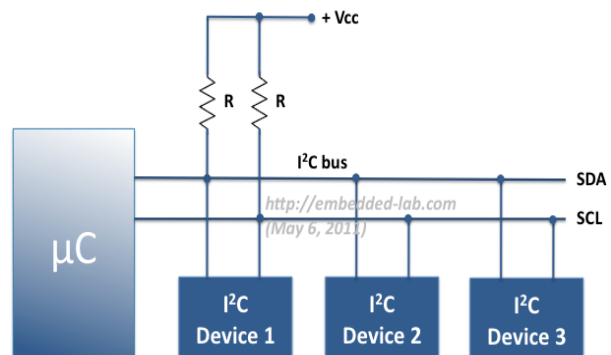 + Vcc
R
R
I²C bus
SDA
http://embedded-lab.com
SCL
(May 6, 2011)
µC
I²C
Device 1
I²C
Device 2
I²C
Device 3